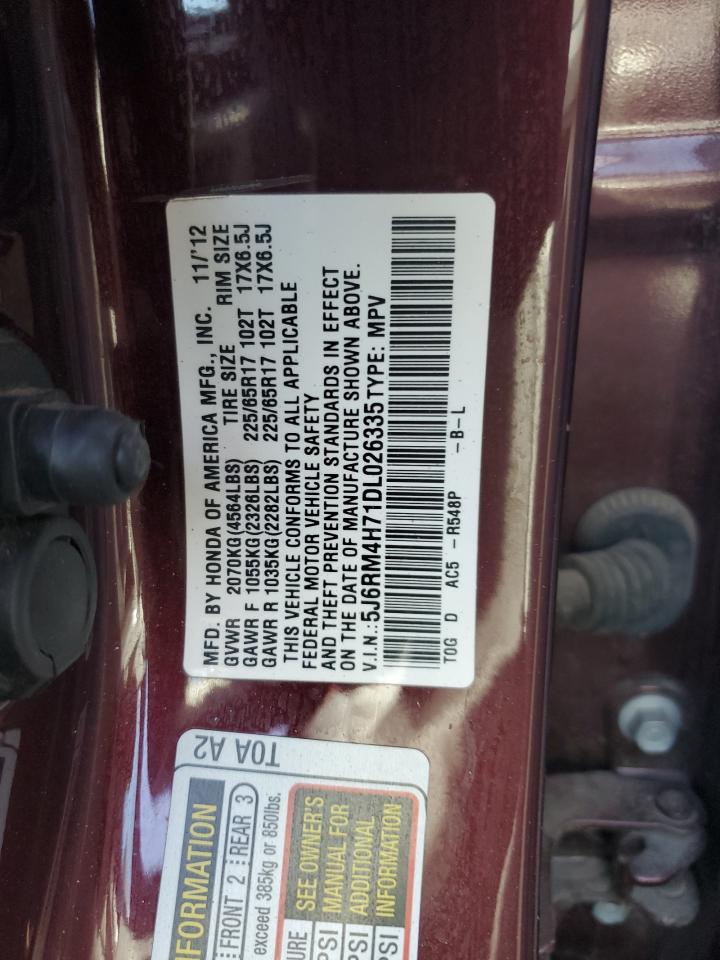 MFD. BY HONDA OF AMERICA MFG., INC. 11/'12
GVWR 2070KG(4564LBS) TIRE SIZE RIM SIZE
GAWR F 1055KG(2326LBS) 225/65R17 102T 17X6.5J
GAWR R 1035KG(2282LBS) 225/65R17 102T 17X6.5J
THIS VEHICLE CONFORMS TO ALL APPLICABLE
FEDERAL MOTOR VEHICLE SAFETY
AND THEFT PREVENTION STANDARDS IN EFFECT
ON THE DATE OF MANUFACTURE SHOWN ABOVE.
V.I.N.:5J6RM4H71DL026335 TYPE: MPV
T0G D AC5 -R548P -B-L
T0A A2
FORMATION
FRONT 2 REAR 3
exceed 385kg or 850lbs.
URE
PSI
PSI
PSI
SEE OWNER'S
MANUAL FOR
ADDITIONAL
INFORMATION